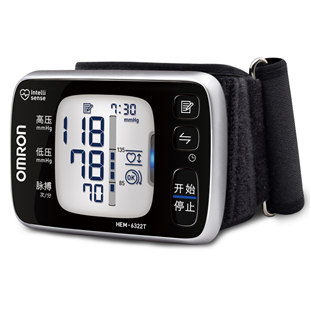 Intelli
sense
7:30
mmHg
高压
mmHg
118
135
低压
mmHg
78
OK
85
脉搏
次/分
70
OMRON
开始
停止
HEM-6322T